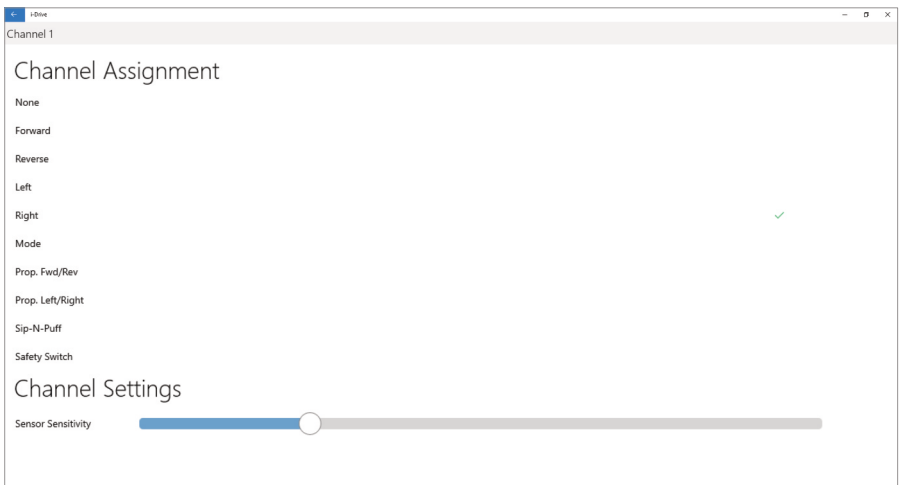 i-Drive
Channel 1
Channel Assignment
None
Forward
Reverse
Left
Right
Mode
Prop. Fwd/Rev
Prop. Left/Right
Sip-N-Puff
Safety Switch
Channel Settings
Sensor Sensitivity